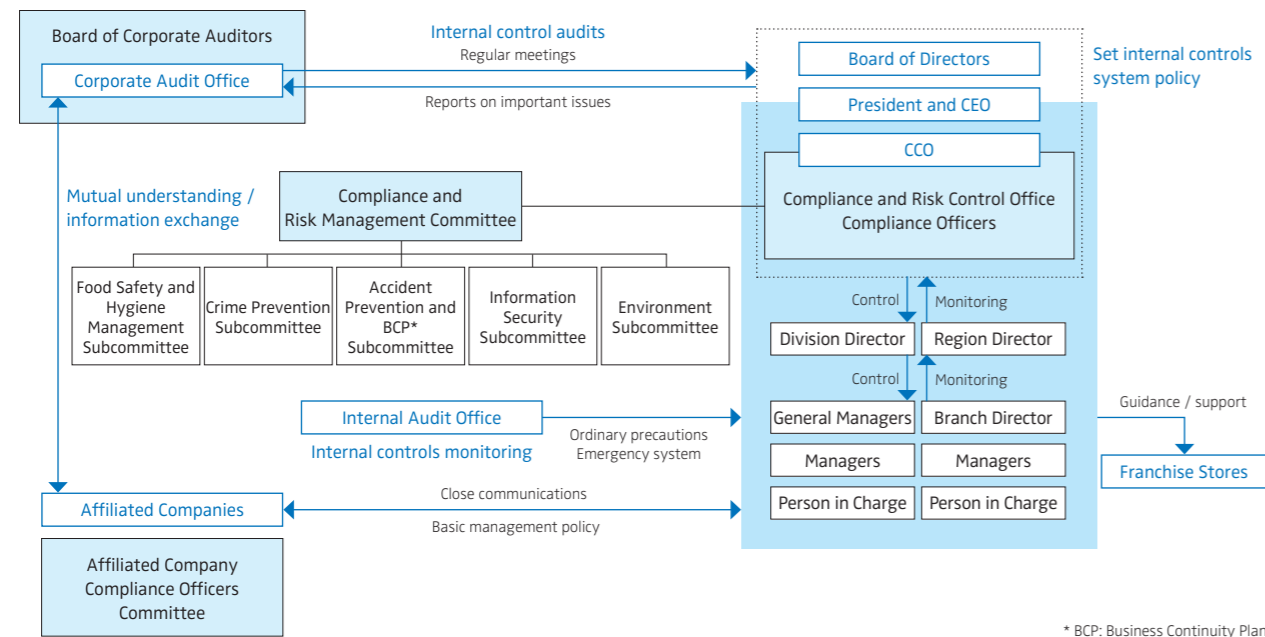 Board of Corporate Auditors
Corporate Audit Office
Internal control audits
Regular meetings
Reports on important issues
Board of Directors
President and CEO
CCO
Compliance and Risk Control Office
Compliance Officers
Set internal controls
system policy
Mutual understanding /
information exchange
Compliance and
Risk Management Committee
Food Safety and
Hygiene
Management
Subcommittee
Crime Prevention
Subcommittee
Accident
Prevention and
BCP*
Subcommittee
Information
Security
Subcommittee
Environment
Subcommittee
Control
Monitoring
Division Director
Region Director
Control
Monitoring
General Managers
Branch Director
Managers
Managers
Person in Charge
Person in Charge
Internal Audit Office
Internal controls monitoring
Ordinary precautions
Emergency system
Guidance / support
Franchise Stores
Affiliated Companies
Close communications
Basic management policy
Affiliated Company
Compliance Officers
Committee
* BCP: Business Continuity Plan